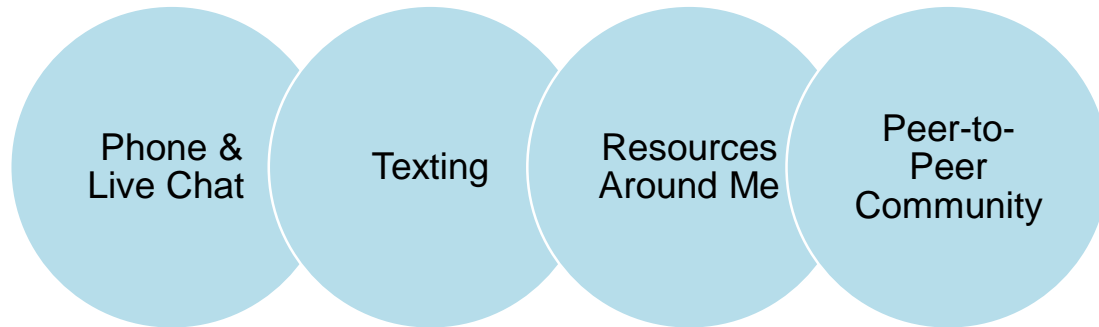 Phone &
Live Chat
Texting
Resources
Around Me
Peer-to-
Peer
Community